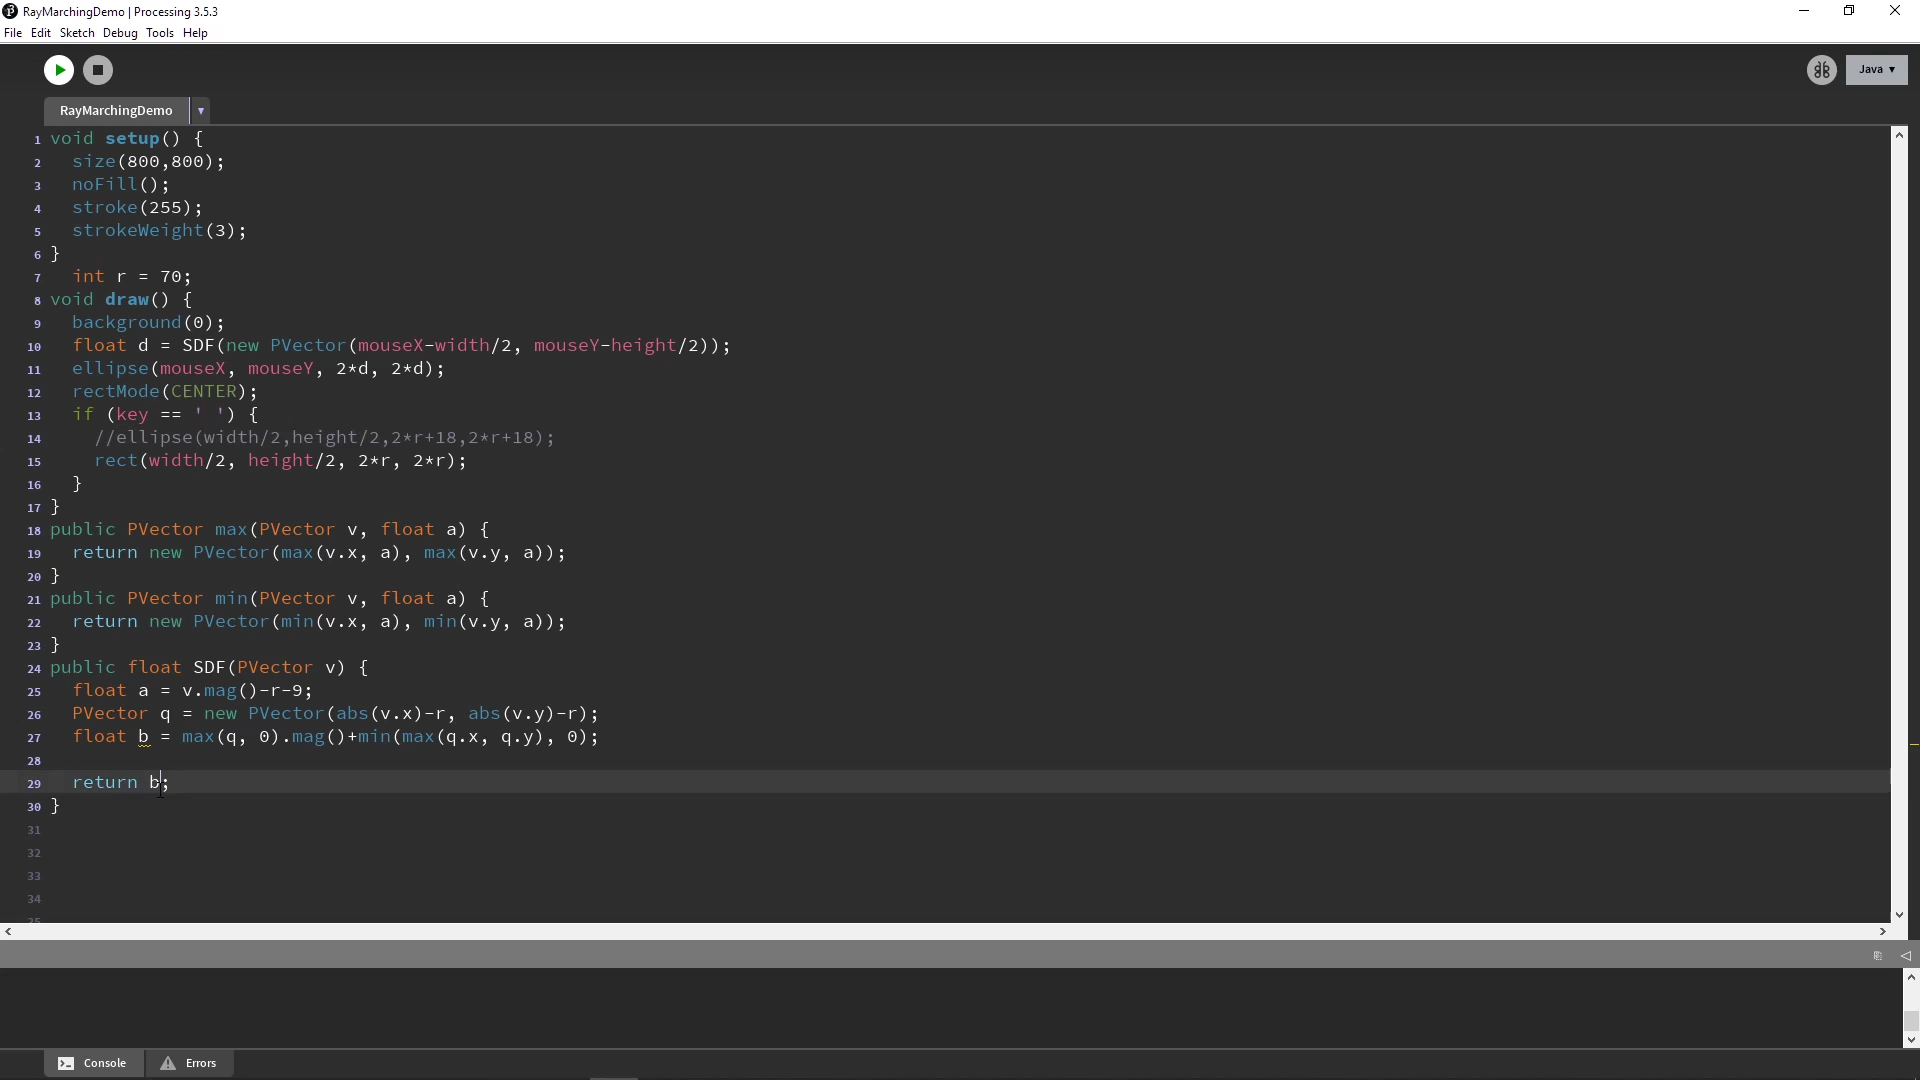 RayMarchingDemo | Processing 3.5.3
File Edit Sketch Debug Tools Help
Java ▼
RayMarchingDemo ▼
1 void setup() {
2   size(800,800);
3   noFill();
4   stroke(255);
5   strokeWeight(3);
6 }
7   int r = 70;
8 void draw() {
9   background(0);
10   float d = SDF(new PVector(mouseX-width/2, mouseY-height/2));
11   ellipse(mouseX, mouseY, 2*d, 2*d);
12   rectMode(CENTER);
13   if (key == ' ') {
14     //ellipse(width/2,height/2,2*r+18,2*r+18);
15     rect(width/2, height/2, 2*r, 2*r);
16   }
17 }
18 public PVector max(PVector v, float a) {
19   return new PVector(max(v.x, a), max(v.y, a));
20 }
21 public PVector min(PVector v, float a) {
22   return new PVector(min(v.x, a), min(v.y, a));
23 }
24 public float SDF(PVector v) {
25   float a = v.mag()-r-9;
26   PVector q = new PVector(abs(v.x)-r, abs(v.y)-r);
27   float b = max(q, 0).mag()+min(max(q.x, q.y), 0);
28
29   return b;
30 }
31
32
33
34
35
Console Errors